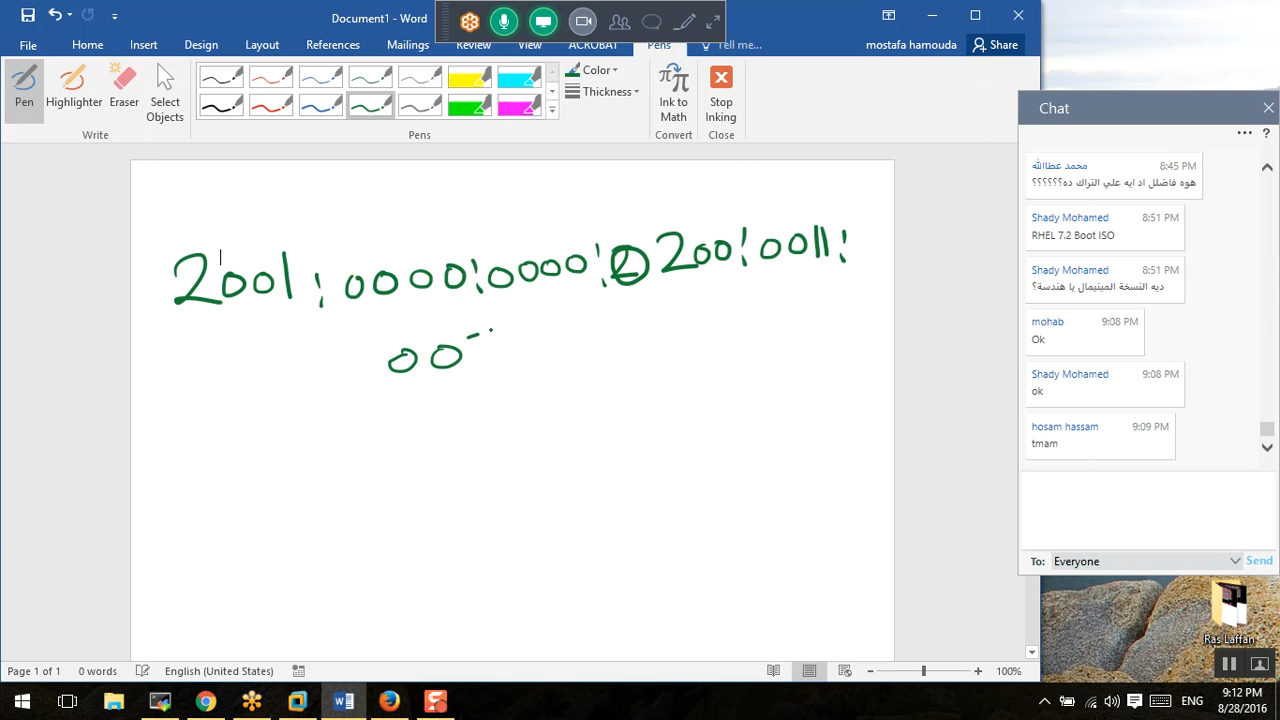 Document1 - Word
File
Home
Insert
Design
Layout
References
Mailings
Review
View
ACROBAT
Pens
Tell me...
mostafa hamouda
Share
Pen
Highlighter
Eraser
Select Objects
Color
Thickness
Ink to Math
Stop Inking
Write
Pens
Convert
Close
2001:0000:0000:0200:0011:
00
Chat
محمد عطاالله 8:45 PM
هوه فاضلل اد ايه علي التراك ده؟؟؟؟؟؟
Shady Mohamed 8:51 PM
RHEL 7.2 Boot ISO
Shady Mohamed 8:51 PM
ديه النسخة المينيمال يا هندسة؟
mohab 9:08 PM
Ok
Shady Mohamed 9:08 PM
ok
hosam hassam 9:09 PM
tmam
To: Everyone Send
Ras Laffan
Page 1 of 1 0 words English (United States) 100%
ENG
9:12 PM
8/28/2016